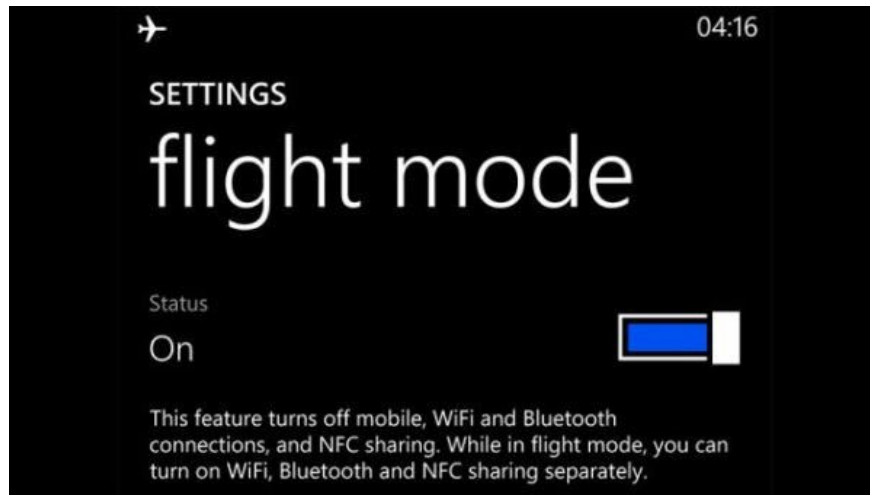 04:16
SETTINGS
flight mode
Status
On
This feature turns off mobile, WiFi and Bluetooth
connections, and NFC sharing. While in flight mode, you can
turn on WiFi, Bluetooth and NFC sharing separately.